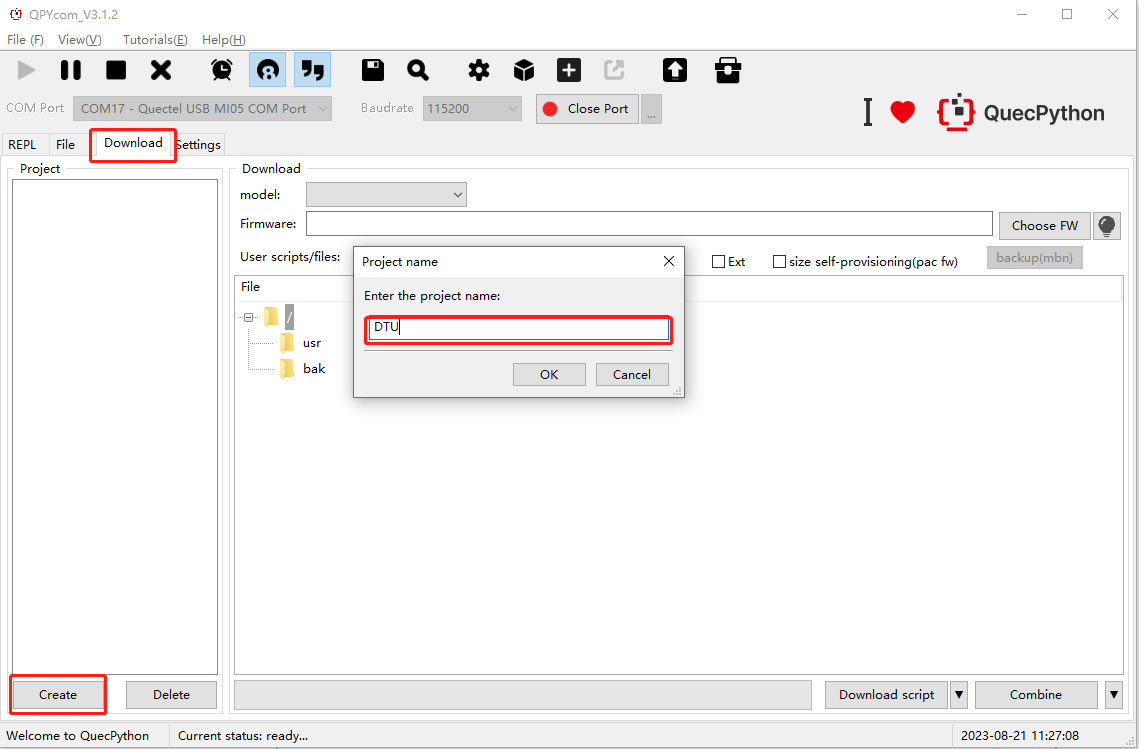 QPYcom_V3.1.2
File (F) View(V) Tutorials(E) Help(H)
COM Port COM17 - Quectel USB MI05 COM Port Baudrate 115200 Close Port ...
QuecPython
REPL File Download Settings
Project
Download
model:
Firmware: Choose FW
User scripts/files: Ext size self-provisioning(pac fw) backup(mbn)
File
/
usr
bak
Project name
Enter the project name:
DTU
OK Cancel
Create Delete Download script Combine
Welcome to QuecPython Current status: ready... 2023-08-21 11:27:08